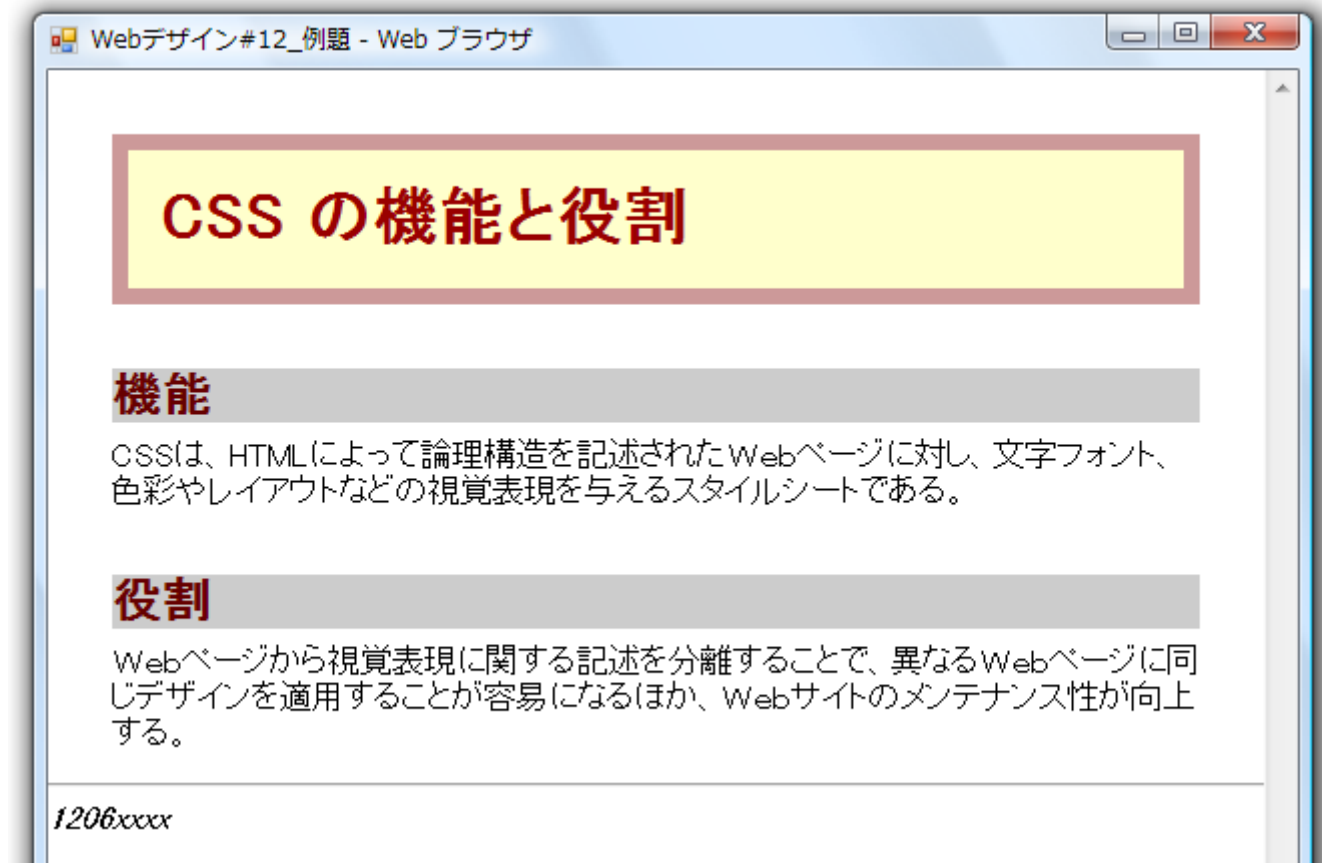 Webデザイン#12_例題 - Web ブラウザ
CSS の機能と役割
機能
CSSは、HTMLによって論理構造を記述されたWebページに対し、文字フォント、
色彩やレイアウトなどの視覚表現を与えるスタイルシートである。
役割
Webページから視覚表現に関する記述を分離することで、異なるWebページに同
じデザインを適用することが容易になるほか、Webサイトのメンテナンス性が向上
する。
1206xxxx